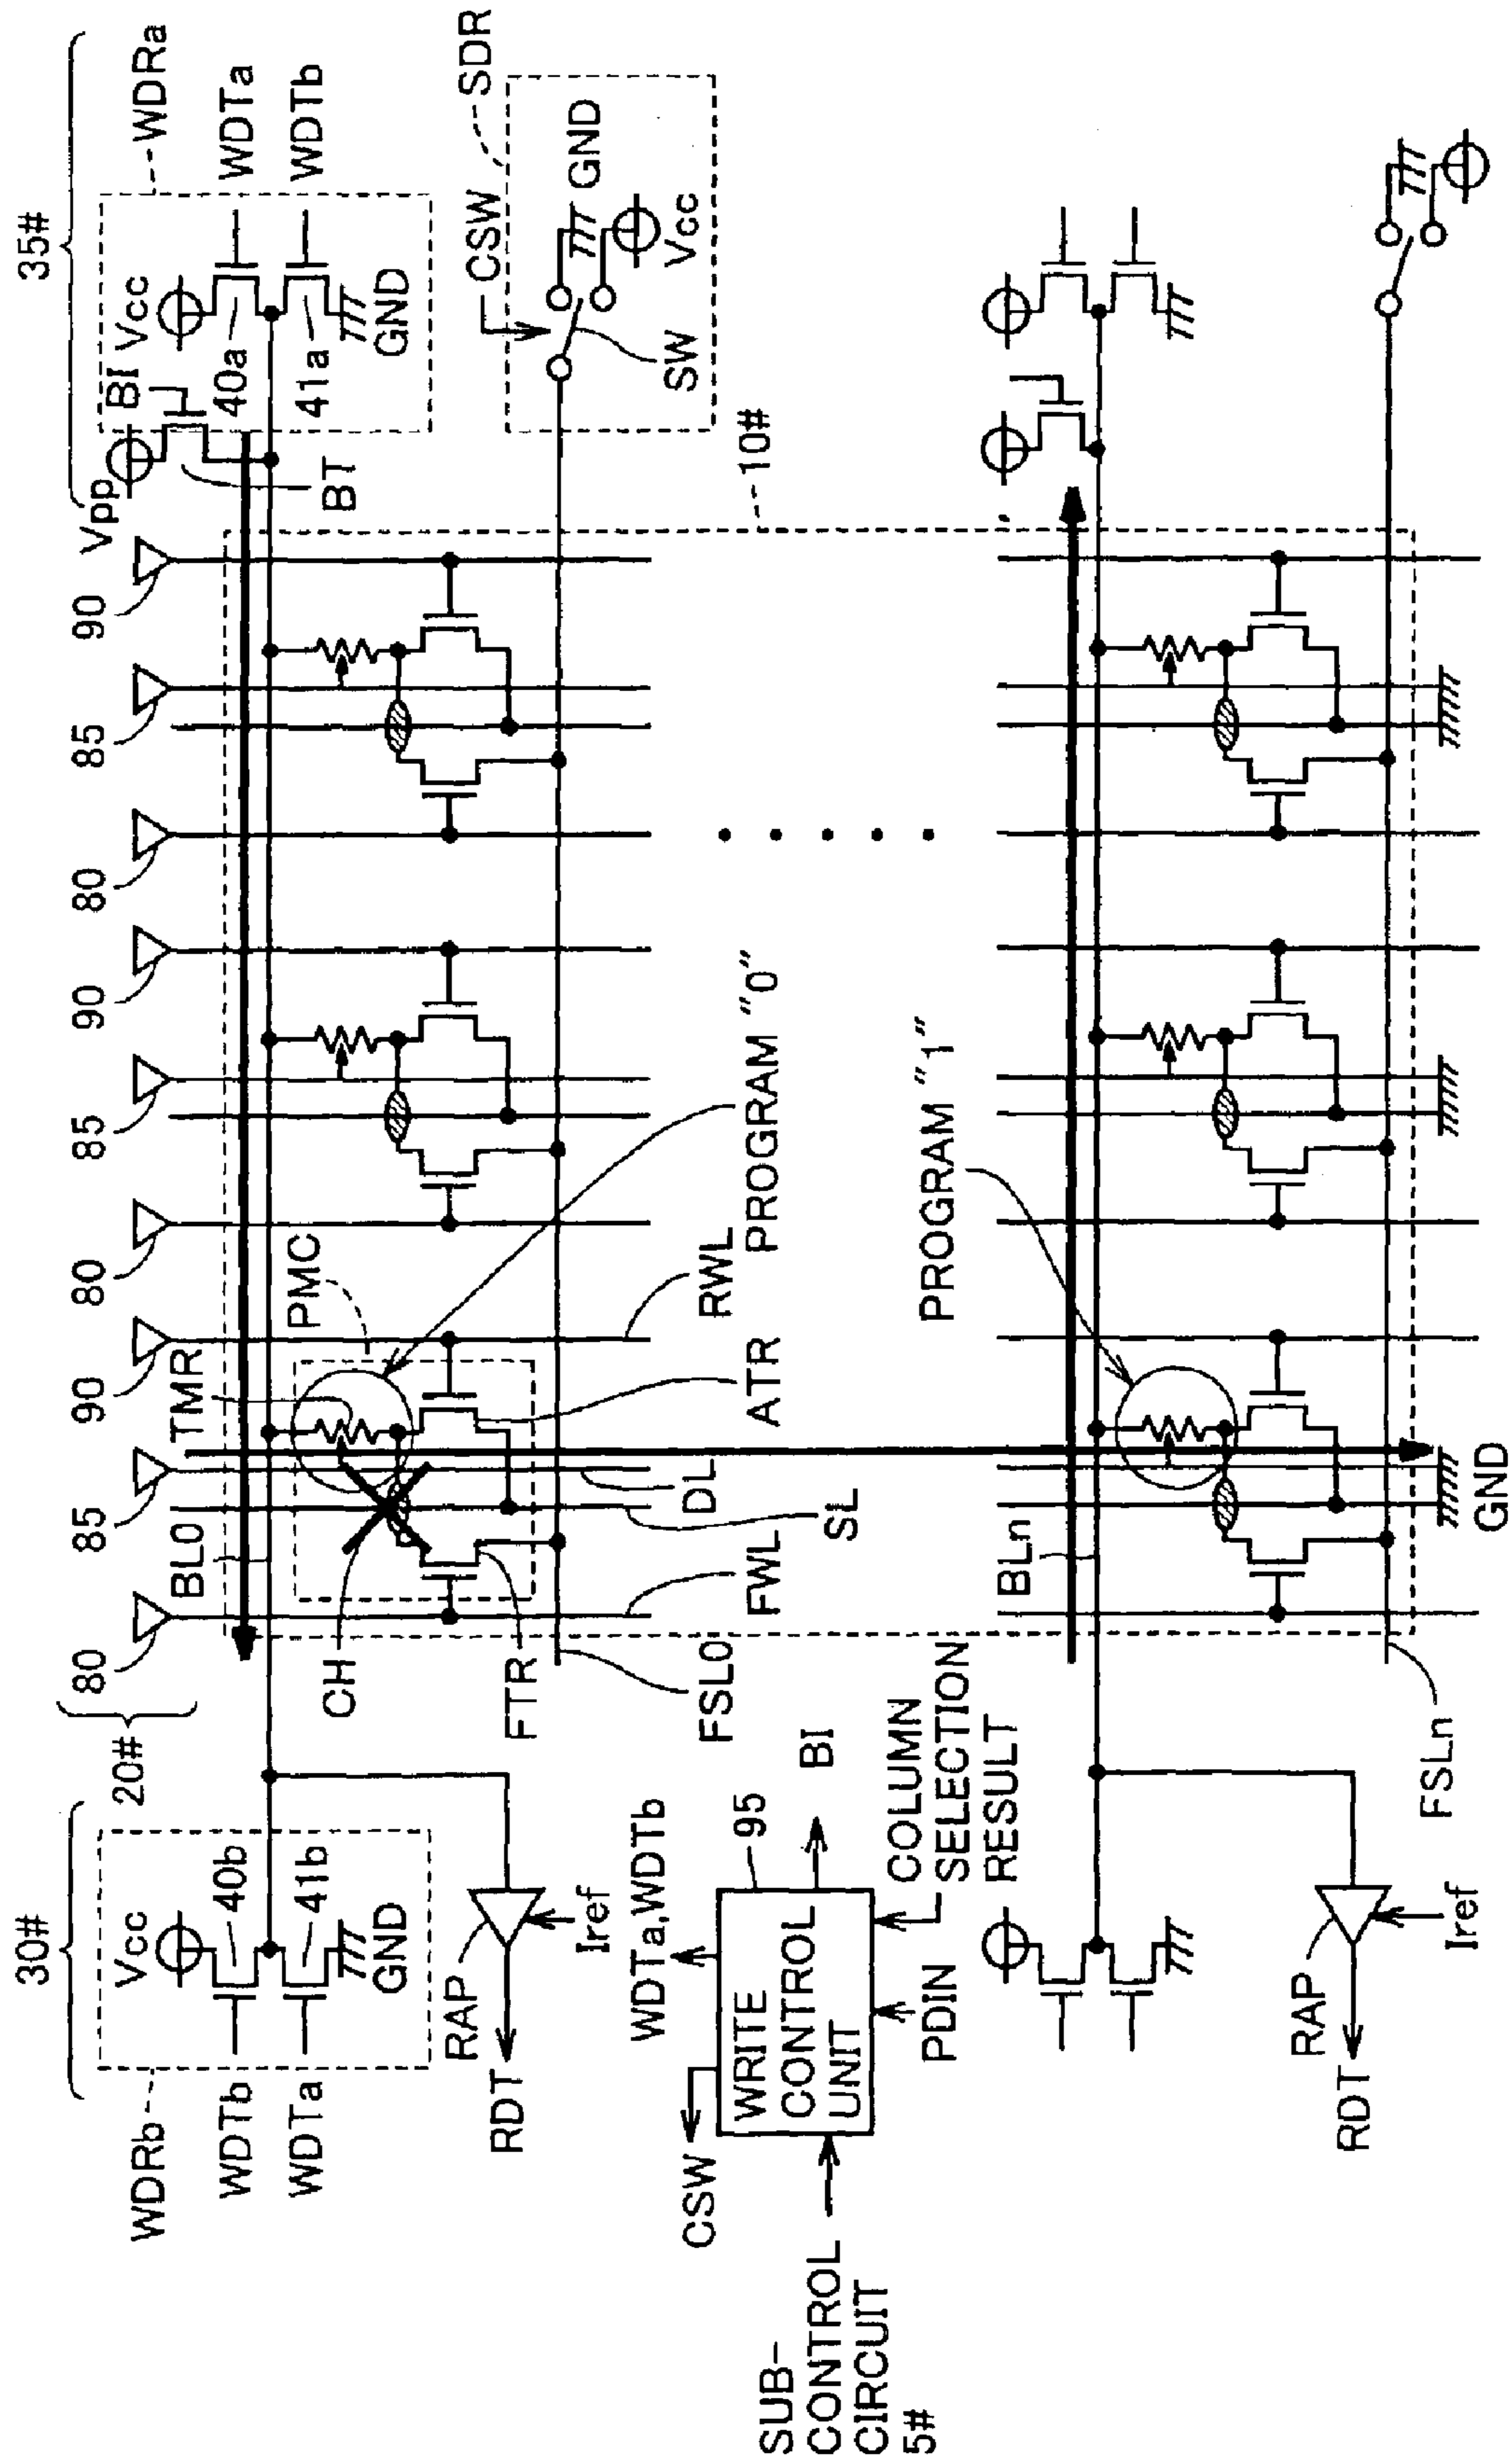 30#
35#
20#
WDRb
Vcc
40b
41b
GND
WDTb
WDTa
RAP
Iref
RDT
80
85
90
80
85
90
80
85
90
Vpp
BI
Vcc
WDRa
WDTa
WDTb
40a
41a
GND
BT
BL0
TMR
PMC
CSW
SDR
GND
Vcc
SW
10#
CH
FTR
FSL0
FWL
SL
DL
ATR
RWL
PROGRAM "0"
PROGRAM "1"
CSW
WDTa,WDTb
95
BI
WRITE
CONTROL
UNIT
PDIN
COLUMN
SELECTION
RESULT
SUB-
CONTROL
CIRCUIT
5#
BLn
RAP
Iref
RDT
FSLn
GND